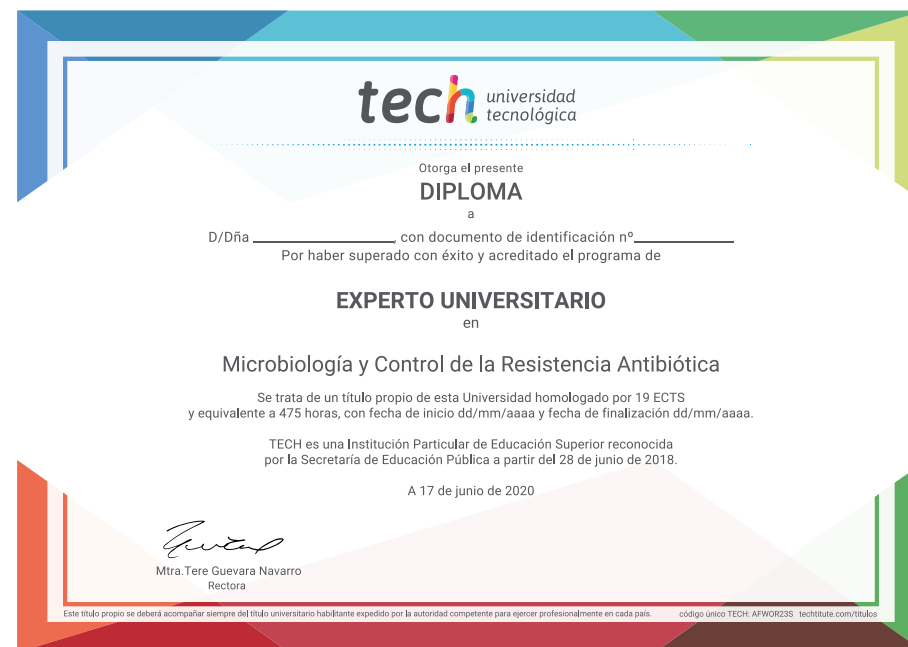 tech universidad
tecnológica
Otorga el presente
DIPLOMA
a
D/Dña ____________, con documento de identificación nº_________
Por haber superado con éxito y acreditado el programa de
EXPERTO UNIVERSITARIO
en
Microbiología y Control de la Resistencia Antibiótica
Se trata de un título propio de esta Universidad homologado por 19 ECTS
y equivalente a 475 horas, con fecha de inicio dd/mm/aaaa y fecha de finalización dd/mm/aaaa.
TECH es una Institución Particular de Educación Superior reconocida
por la Secretaría de Educación Pública a partir del 28 de junio de 2018.
A 17 de junio de 2020
Mtra.Tere Guevara Navarro
Rectora
Este título propio se deberá acompañar siempre del título universitario habilitante expedido por la autoridad competente para ejercer profesionalmente en cada país. código único TECH: AFWOR23S techtitute.com/titulos